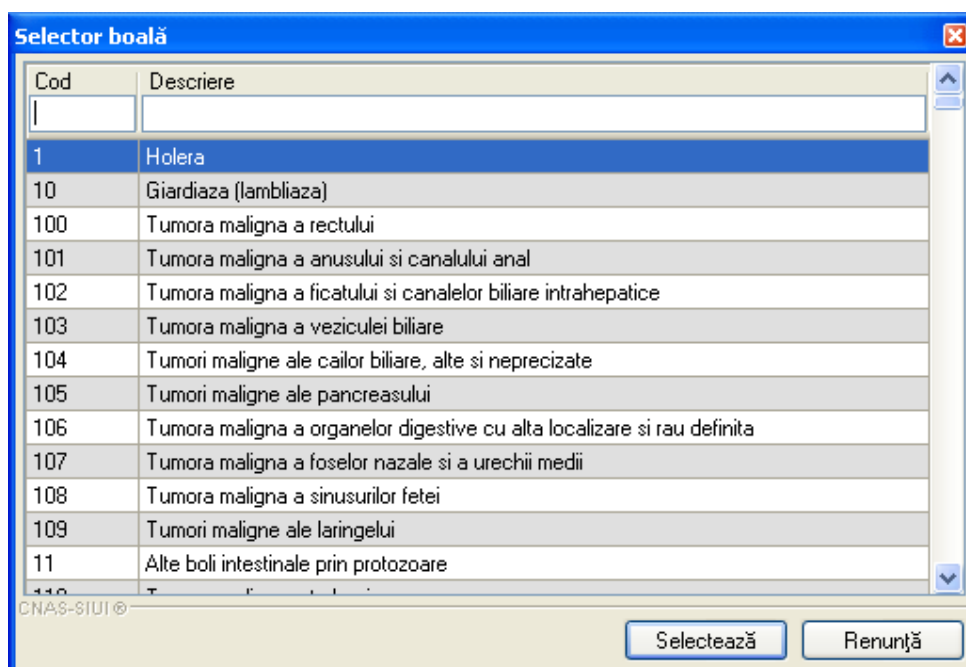 Selector boală
Cod Descriere
1 Holera
10 Giardiaza (lambliaza)
100 Tumora maligna a rectului
101 Tumora maligna a anusului si canalului anal
102 Tumora maligna a ficatului si canalelor biliare intrahepatice
103 Tumora maligna a veziculei biliare
104 Tumori maligne ale cailor biliare, alte si neprecizate
105 Tumori maligne ale pancreasului
106 Tumora maligna a organelor digestive cu alta localizare si rau definita
107 Tumora maligna a foselor nazale si a urechii medii
108 Tumora maligna a sinusurilor fetei
109 Tumori maligne ale laringelui
11 Alte boli intestinale prin protozoare
CNAS-SIUI ®
Selectează Renunţă